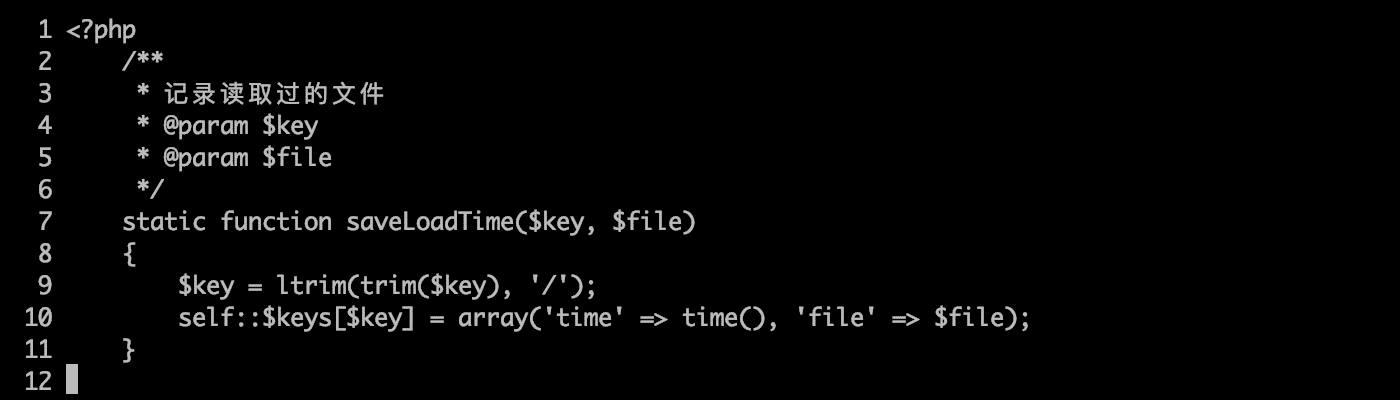 1 <?php
2     /**
3      * 记录读取过的文件
4      * @param $key
5      * @param $file
6      */
7     static function saveLoadTime($key, $file)
8     {
9         $key = ltrim(trim($key), '/');
10         self::$keys[$key] = array('time' => time(), 'file' => $file);
11     }
12